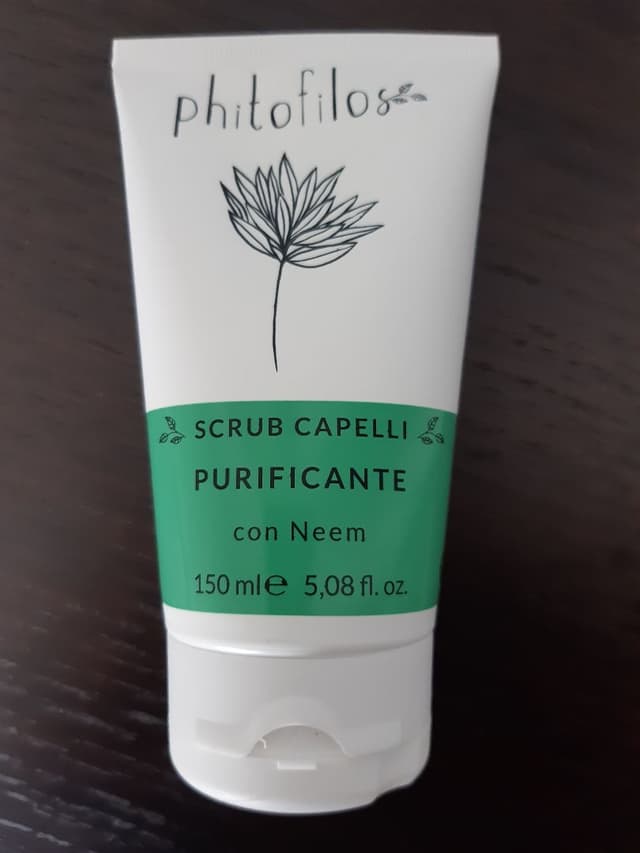 phitofilos
SCRUB CAPELLI
PURIFICANTE
con Neem
150 ml℮ 5,08 fl. oz.